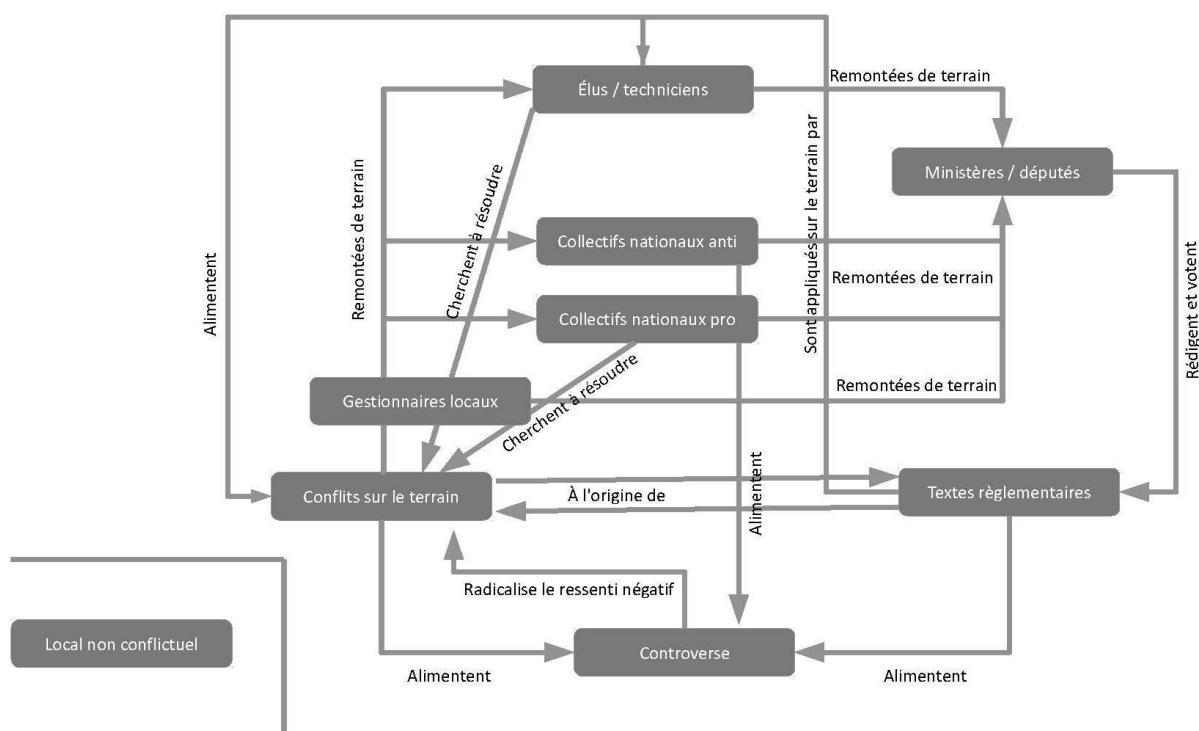 Élus / techniciens
Remontées de terrain
Ministères / députés
Sont appliqués sur le terrain par
Remontées de terrain
Cherchent à résoudre
Alimentent
Collectifs nationaux anti
Remontées de terrain
Collectifs nationaux pro
Rédigent et votent
Gestionnaires locaux
Cherchent à résoudre
Remontées de terrain
Conflits sur le terrain
À l'origine de
Textes règlementaires
Alimentent
Radicalise le ressenti négatif
Local non conflictuel
Controverse
Alimentent
Alimentent